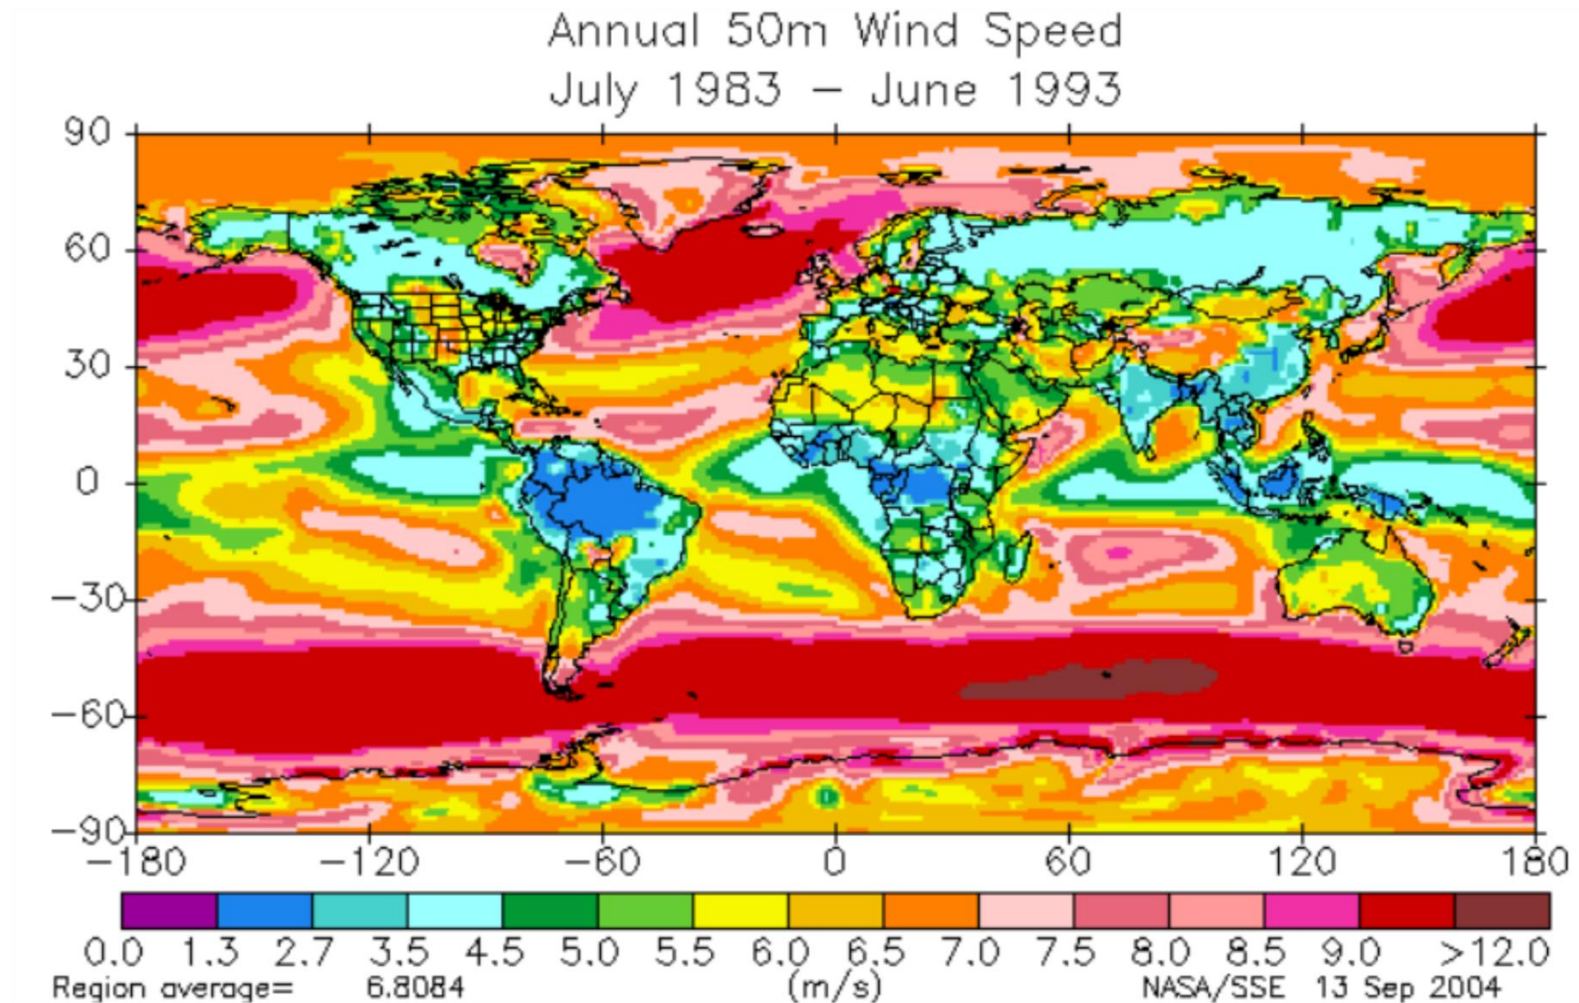 Annual 50m Wind Speed
July 1983 – June 1993
90
60
30
0
−30
−60
−90
−180 −120 −60 0 60 120 180
0.0 1.3 2.7 3.5 4.5 5.0 5.5 6.0 6.5 7.0 7.5 8.0 8.5 9.0 >12.0
Region average= 6.8084 (m/s) NASA/SSE 13 Sep 2004